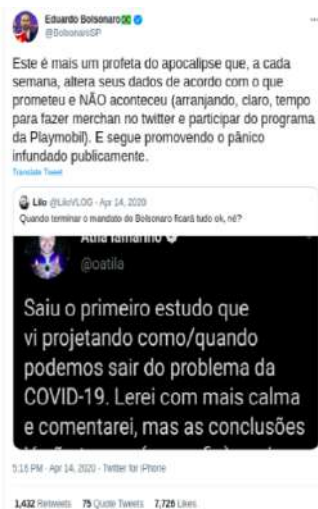 Eduardo Bolsonaro
@BolsonaroSP
Este é mais um profeta do apocalipse que, a cada
semana, altera seus dados de acordo com o que
prometeu e NÃO aconteceu (arranjando, claro, tempo
para fazer merchan no twitter e participar do programa
da Playmobil). E segue promovendo o pânico
infundado publicamente.
Translate Tweet
Lilo @LiloVLOG · Apr 14, 2020
Quando terminar o mandato do Bolsonaro ficará tudo ok, né?
@oatila
Saiu o primeiro estudo que
vi projetando como/quando
podemos sair do problema da
COVID-19. Lerei com mais calma
e comentarei, mas as conclusões
5:16 PM · Apr 14, 2020 · Twitter for iPhone
1,432 Retweets 75 Quote Tweets 7,726 Likes